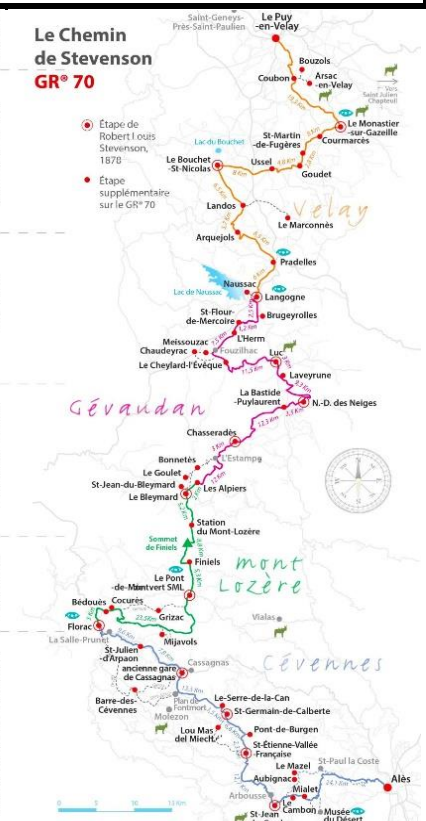 Saint-Geneys-
Près-Saint-Paulien
Le Puy
-en-Velay
Le Chemin
de Stevenson
GR® 70
Bouzols
Coubon
Arsac
-en-Velay
Vers
Saint Julien
Chapteuil
Étape de
Robert Louis
Stevenson,
1878
Étape
supplémentaire
sur le GR® 70
Le Monastier
-sur-Gazeille
Courmarcès
St-Martin
-de-Fugères
Lac du Bouchet
Le Bouchet
-St-Nicolas
Ussel
Goudet
Landos
Le Marconnès
Velay
Arquejols
Pradelles
Naussac
Lac de Naussac
Langogne
St-Flour-
de-Mercoire
Brugeyrolles
L'Herm
Meissouzac
Chaudeyrac
Fouzilhac
Luc
Le Cheylard-l'Évêque
Laveyrune
La Bastide
-Puylaurent
N.-D. des Neiges
Gévaudan
Chasseradès
Bonnetès
L'Estampe
Le Goulet
St-Jean-du-Bleymard
Le Bleymard
Les Alpiers
Station
du Mont-Lozère
Sommet
de Finiels
Finiels
mont
Lozère
Le Pont
-de-Montvert SML
Bédouès
Cocurès
Florac
Grizac
Mijavols
Vialas
La Salle-Prunet
St-Julien
-d'Arpaon
Cévennes
Cassagnas
ancienne gare
de Cassagnas
Barre-des-
Cévennes
Plan de
Fontmort
Molezon
Le-Serre-de-la-Can
St-Germain-de-Calberte
Lou Mas
del Miech
Pont-de-Burgen
St-Étienne-Vallée
-Française
Le Mazel
St-Paul la Coste
Aubignac
Alès
Mialet
Arbousse
Le
Cambon
Musée
du Désert
St-Jean
0 5 10 15 Km